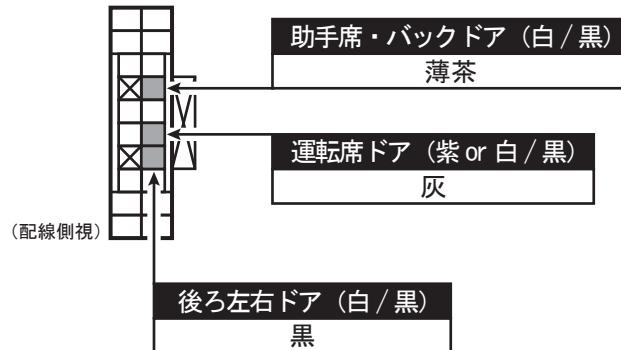 助手席・バックドア（白 / 黒）
薄茶
運転席ドア（紫 or 白 / 黒）
灰
（配線側視）
後ろ左右ドア（白 / 黒）
黒